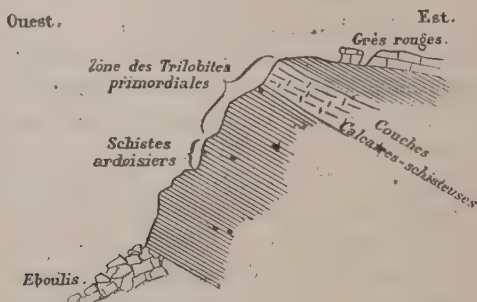 Ouest.
Est.
Grès rouges.
Zône des Trilobites
primordiales
Schistes
ardoisiers
Couches
Calcaires-schisteuses
Eboulis.